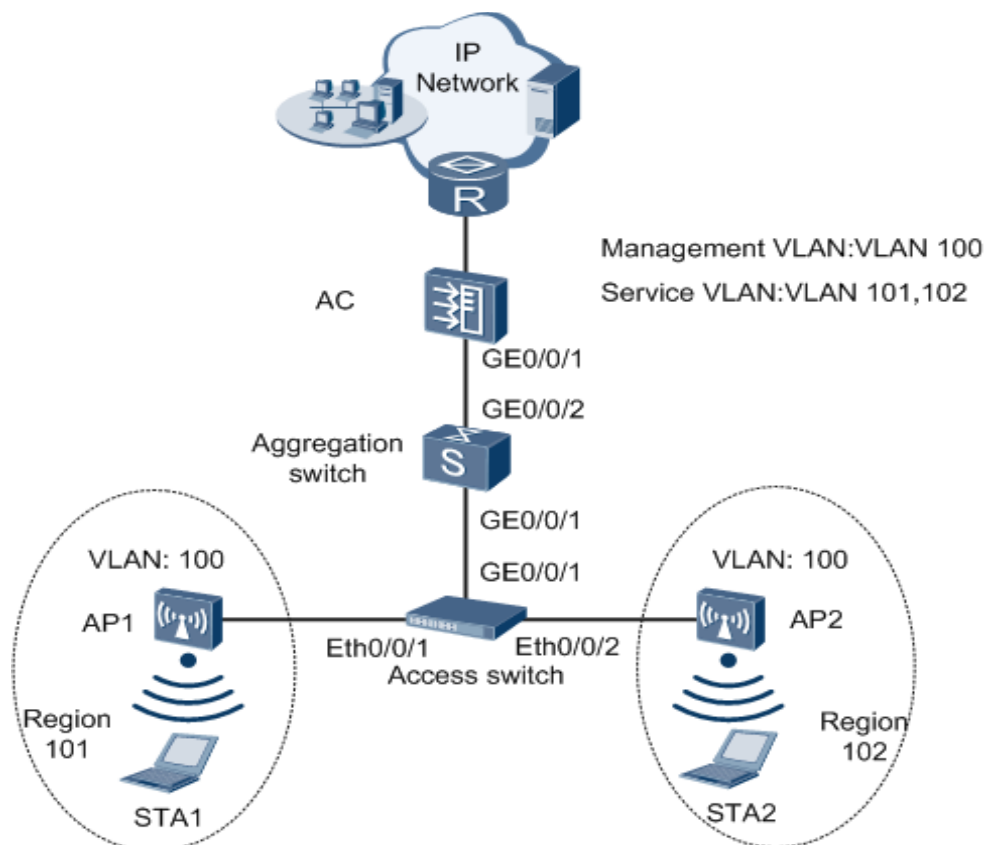 IP
Network
R
Management VLAN:VLAN 100
Service VLAN:VLAN 101,102
AC
GE0/0/1
GE0/0/2
Aggregation
switch
S
GE0/0/1
GE0/0/1
VLAN: 100
VLAN: 100
AP1
AP2
Eth0/0/1
Eth0/0/2
Access switch
Region
101
Region
102
STA1
STA2